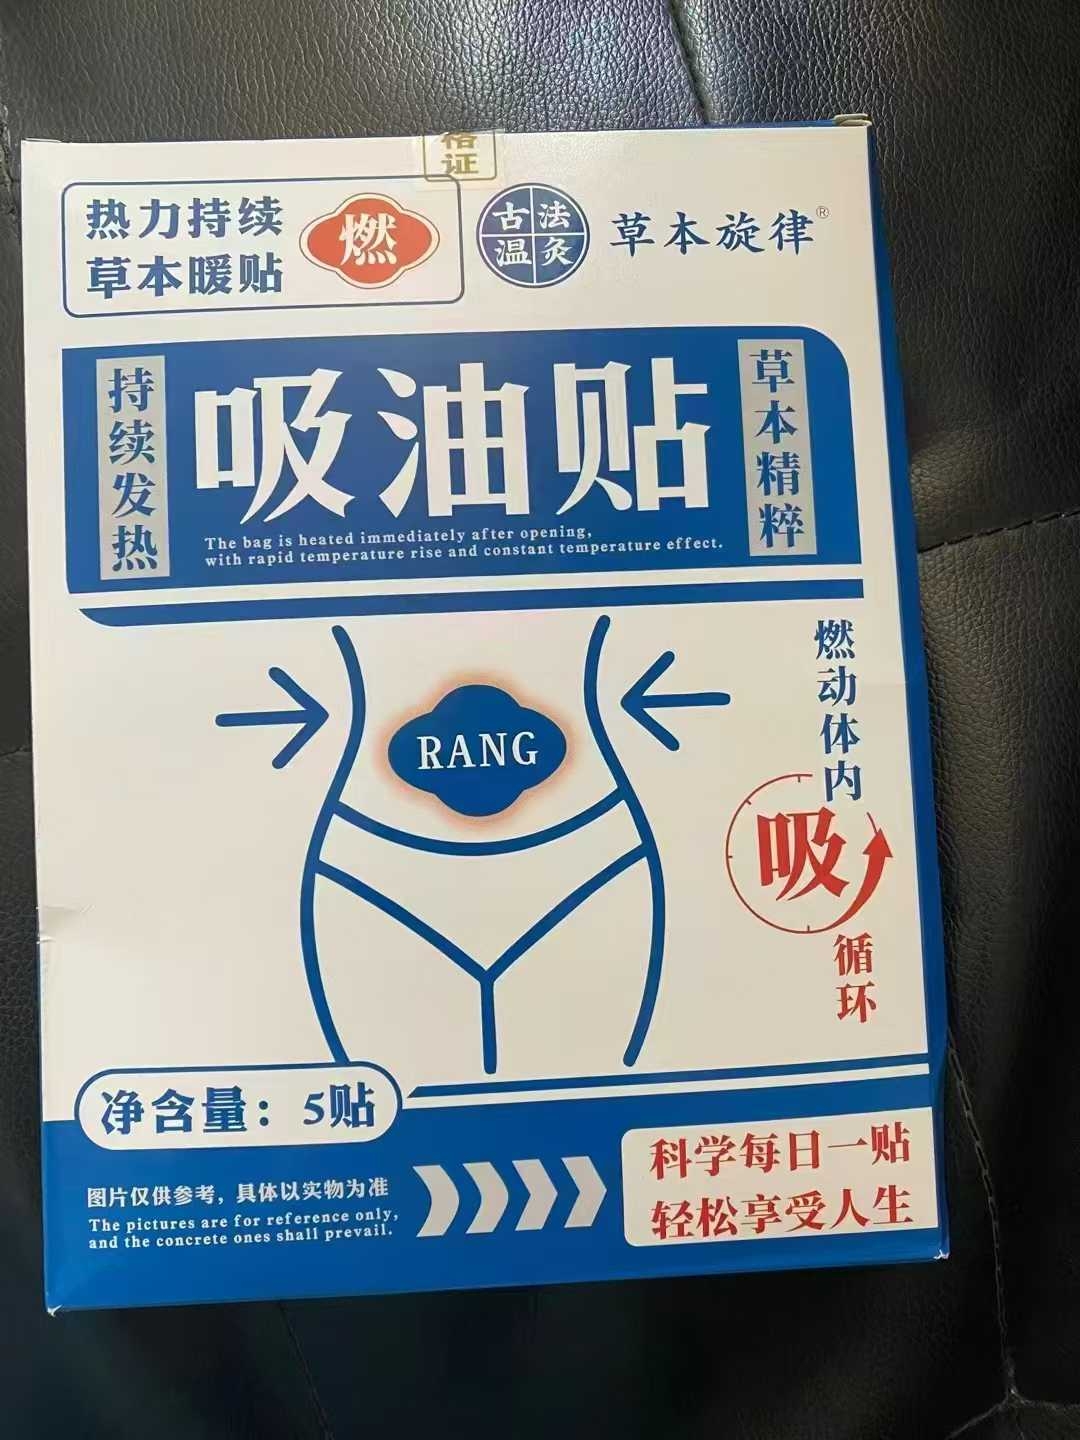 格证
热力持续
草本暖贴
燃
古法
温灸
草本旋律®
持续发热
吸油贴
草本精粹
The bag is heated immediately after opening,
with rapid temperature rise and constant temperature effect.
燃动体内
吸
循环
RANG
净含量：5贴
图片仅供参考，具体以实物为准
The pictures are for reference only,
and the concrete ones shall prevail.
科学每日一贴
轻松享受人生